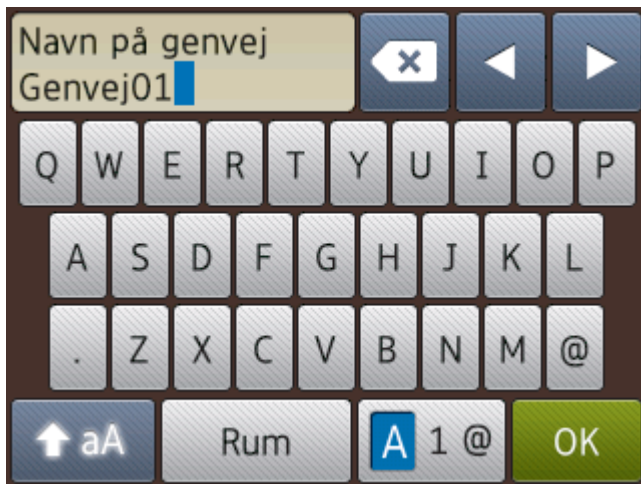 Navn på genvej
Genvej01
Q W E R T Y U I O P
A S D F G H J K L
. Z X C V B N M @
aA Rum A 1 @ OK